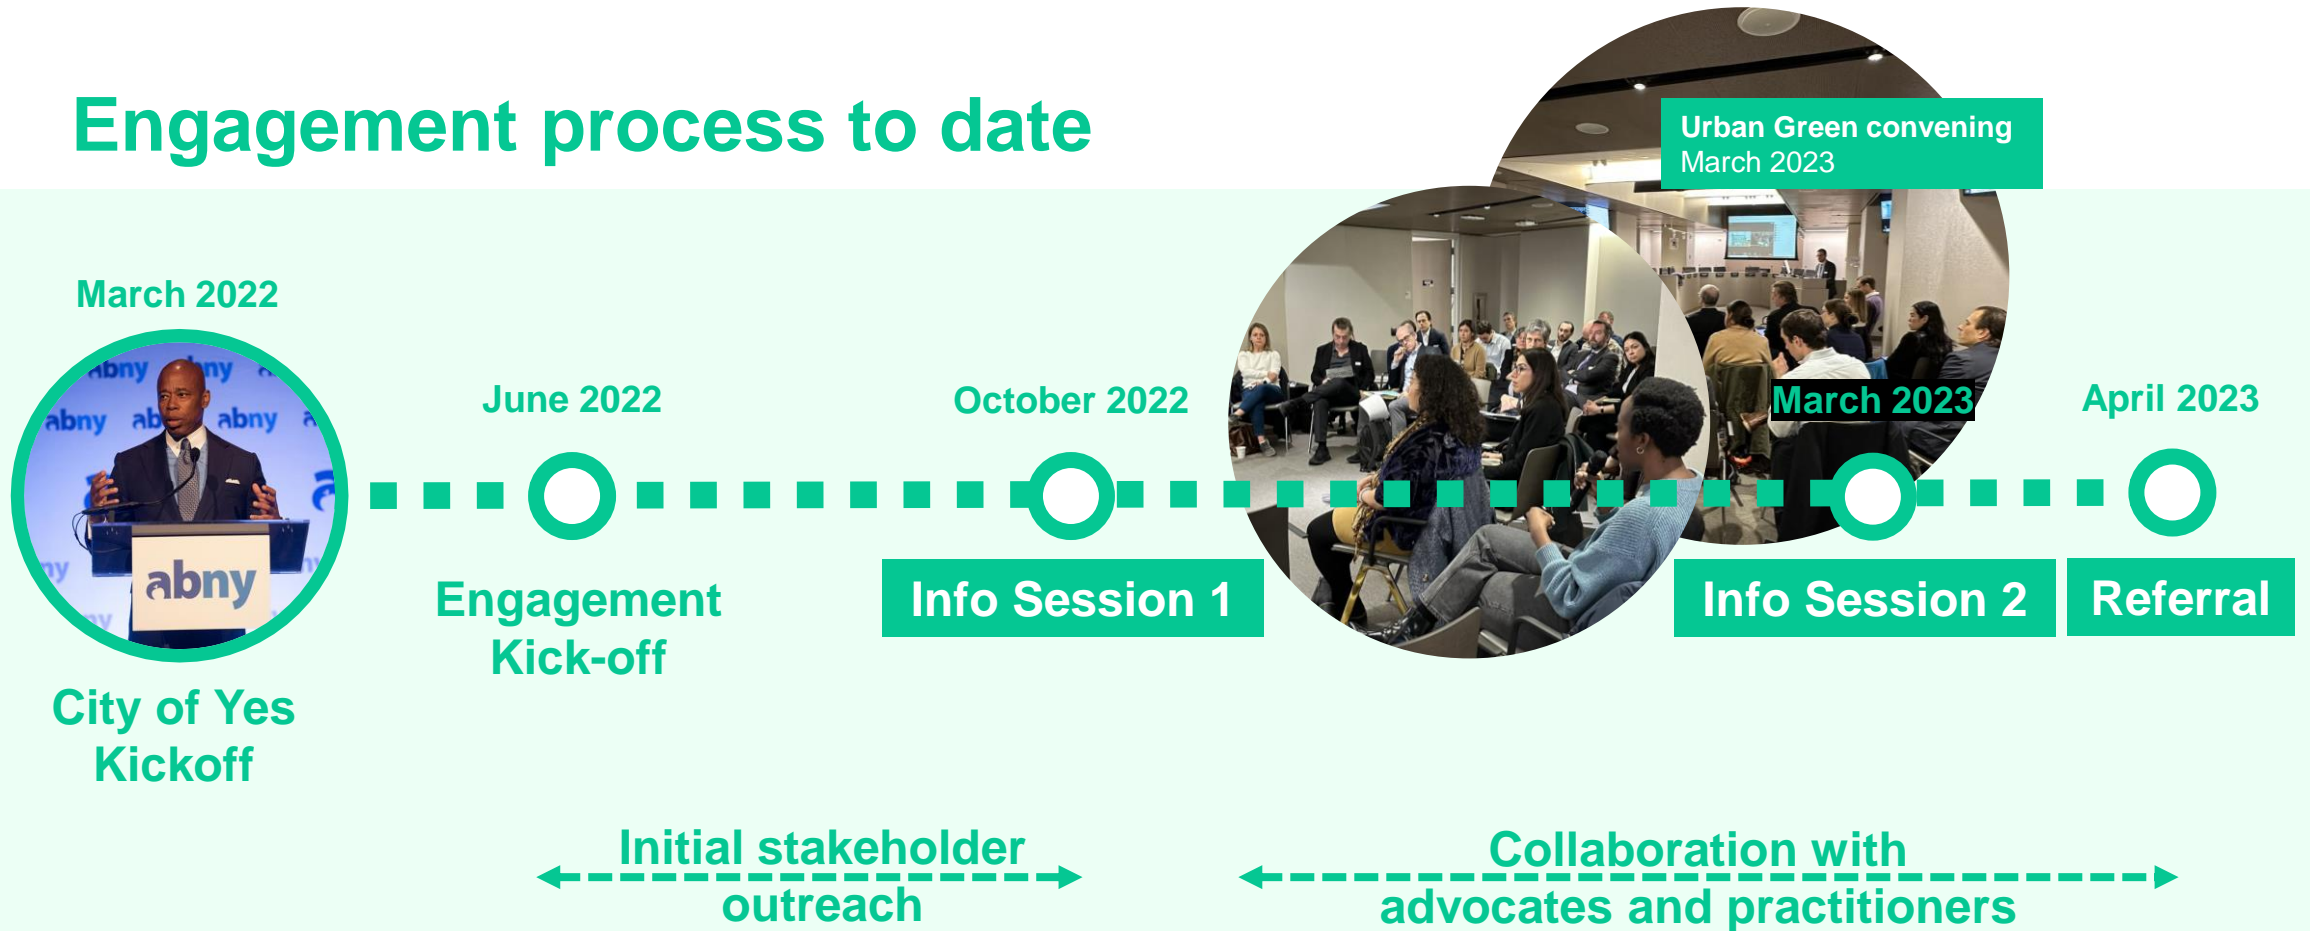 Engagement process to date
Urban Green convening
March 2023
March 2022
June 2022
October 2022
March 2023
April 2023
abny
abny
abny
abny
abny
Engagement
Kick-off
Info Session 1
Info Session 2
Referral
City of Yes
Kickoff
Initial stakeholder
outreach
Collaboration with
advocates and practitioners